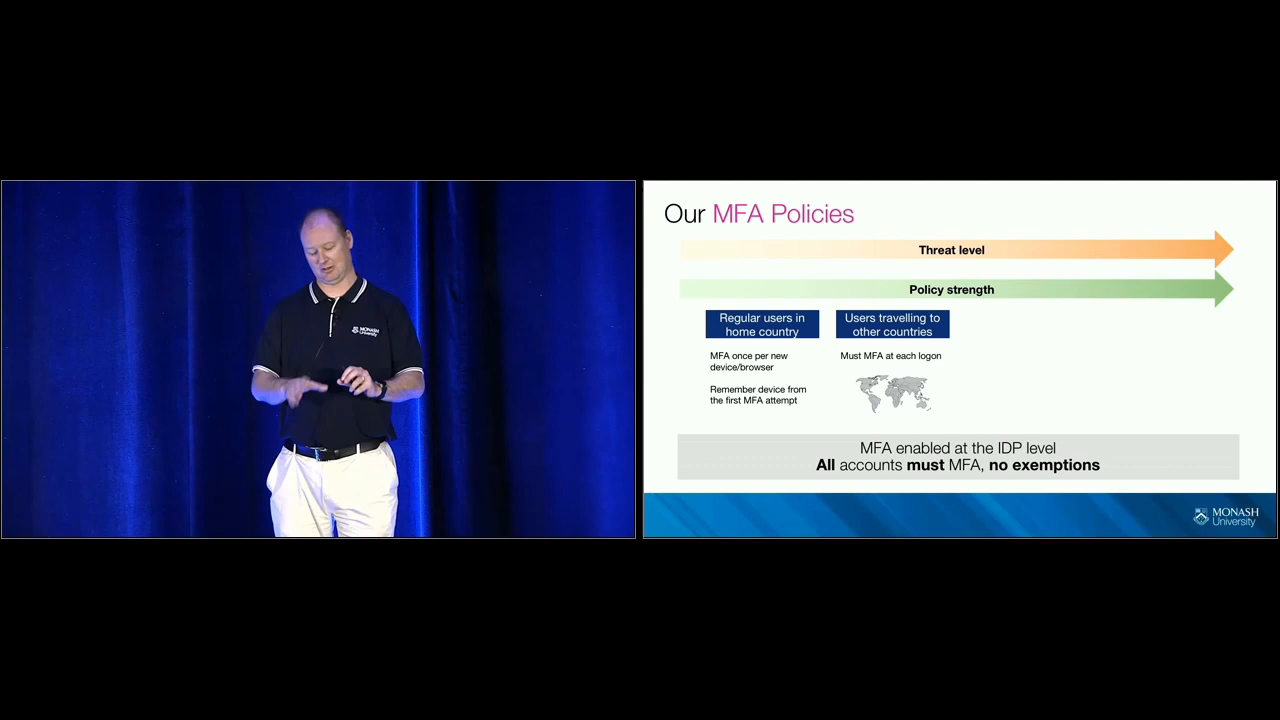 MONASH
University
Our MFA Policies
Threat level
Policy strength
Regular users in
home country
MFA once per new
device/browser
Remember device from
the first MFA attempt
Users travelling to
other countries
Must MFA at each logon
MFA enabled at the IDP level
All accounts must MFA, no exemptions
MONASH
University